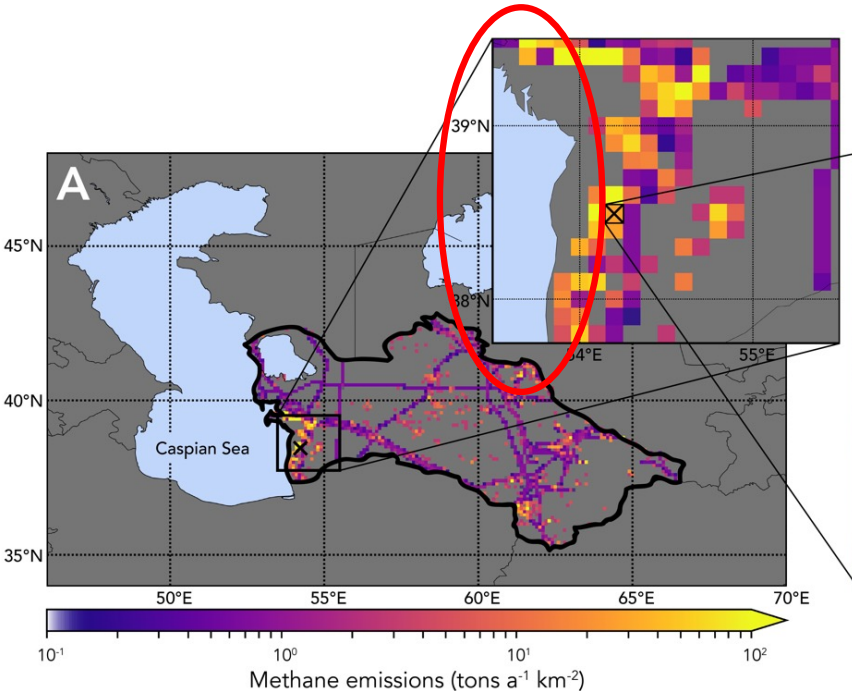 A
39°N
38°N
54°E
55°E
45°N
40°N
35°N
Caspian Sea
50°E
55°E
60°E
65°E
70°E
10⁻¹
10⁰
10¹
10²
Methane emissions (tons a⁻¹ km⁻²)